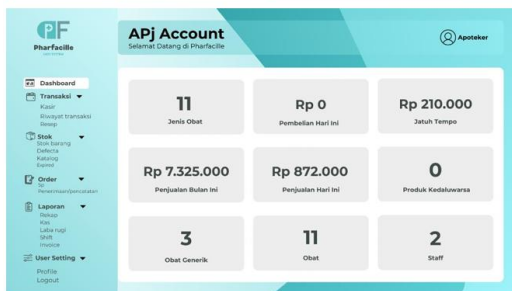 PF
Pharfacille
Dashboard
Transaksi
Kasir
Riwayat transaksi
Resep
Stok
Stok barang
Defecta
Katalog
Expired
Order
SP
Penerimaan/pencatatan
Laporan
Rekap
Kas
Laba rugi
Shift
Invoice
User Setting
Profile
Logout
APj Account
Selamat Datang di Pharfacille
Apoteker
11
Jenis Obat
Rp 0
Pembelian Hari Ini
Rp 210.000
Jatuh Tempo
Rp 7.325.000
Penjualan Bulan Ini
Rp 872.000
Penjualan Hari Ini
0
Produk Kedaluwarsa
3
Obat Generik
11
Obat
2
Staff